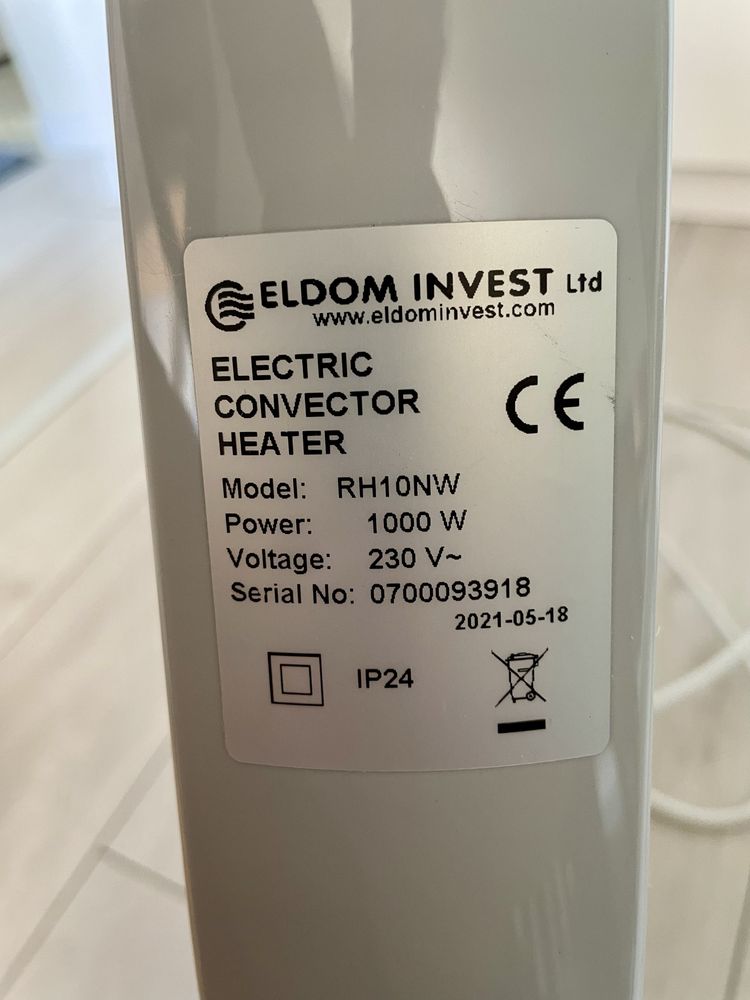 ELDOM INVEST Ltd
www.eldominvest.com
ELECTRIC
CONVECTOR
HEATER
CE
Model: RH10NW
Power: 1000 W
Voltage: 230 V~
Serial No: 0700093918
2021-05-18
IP24